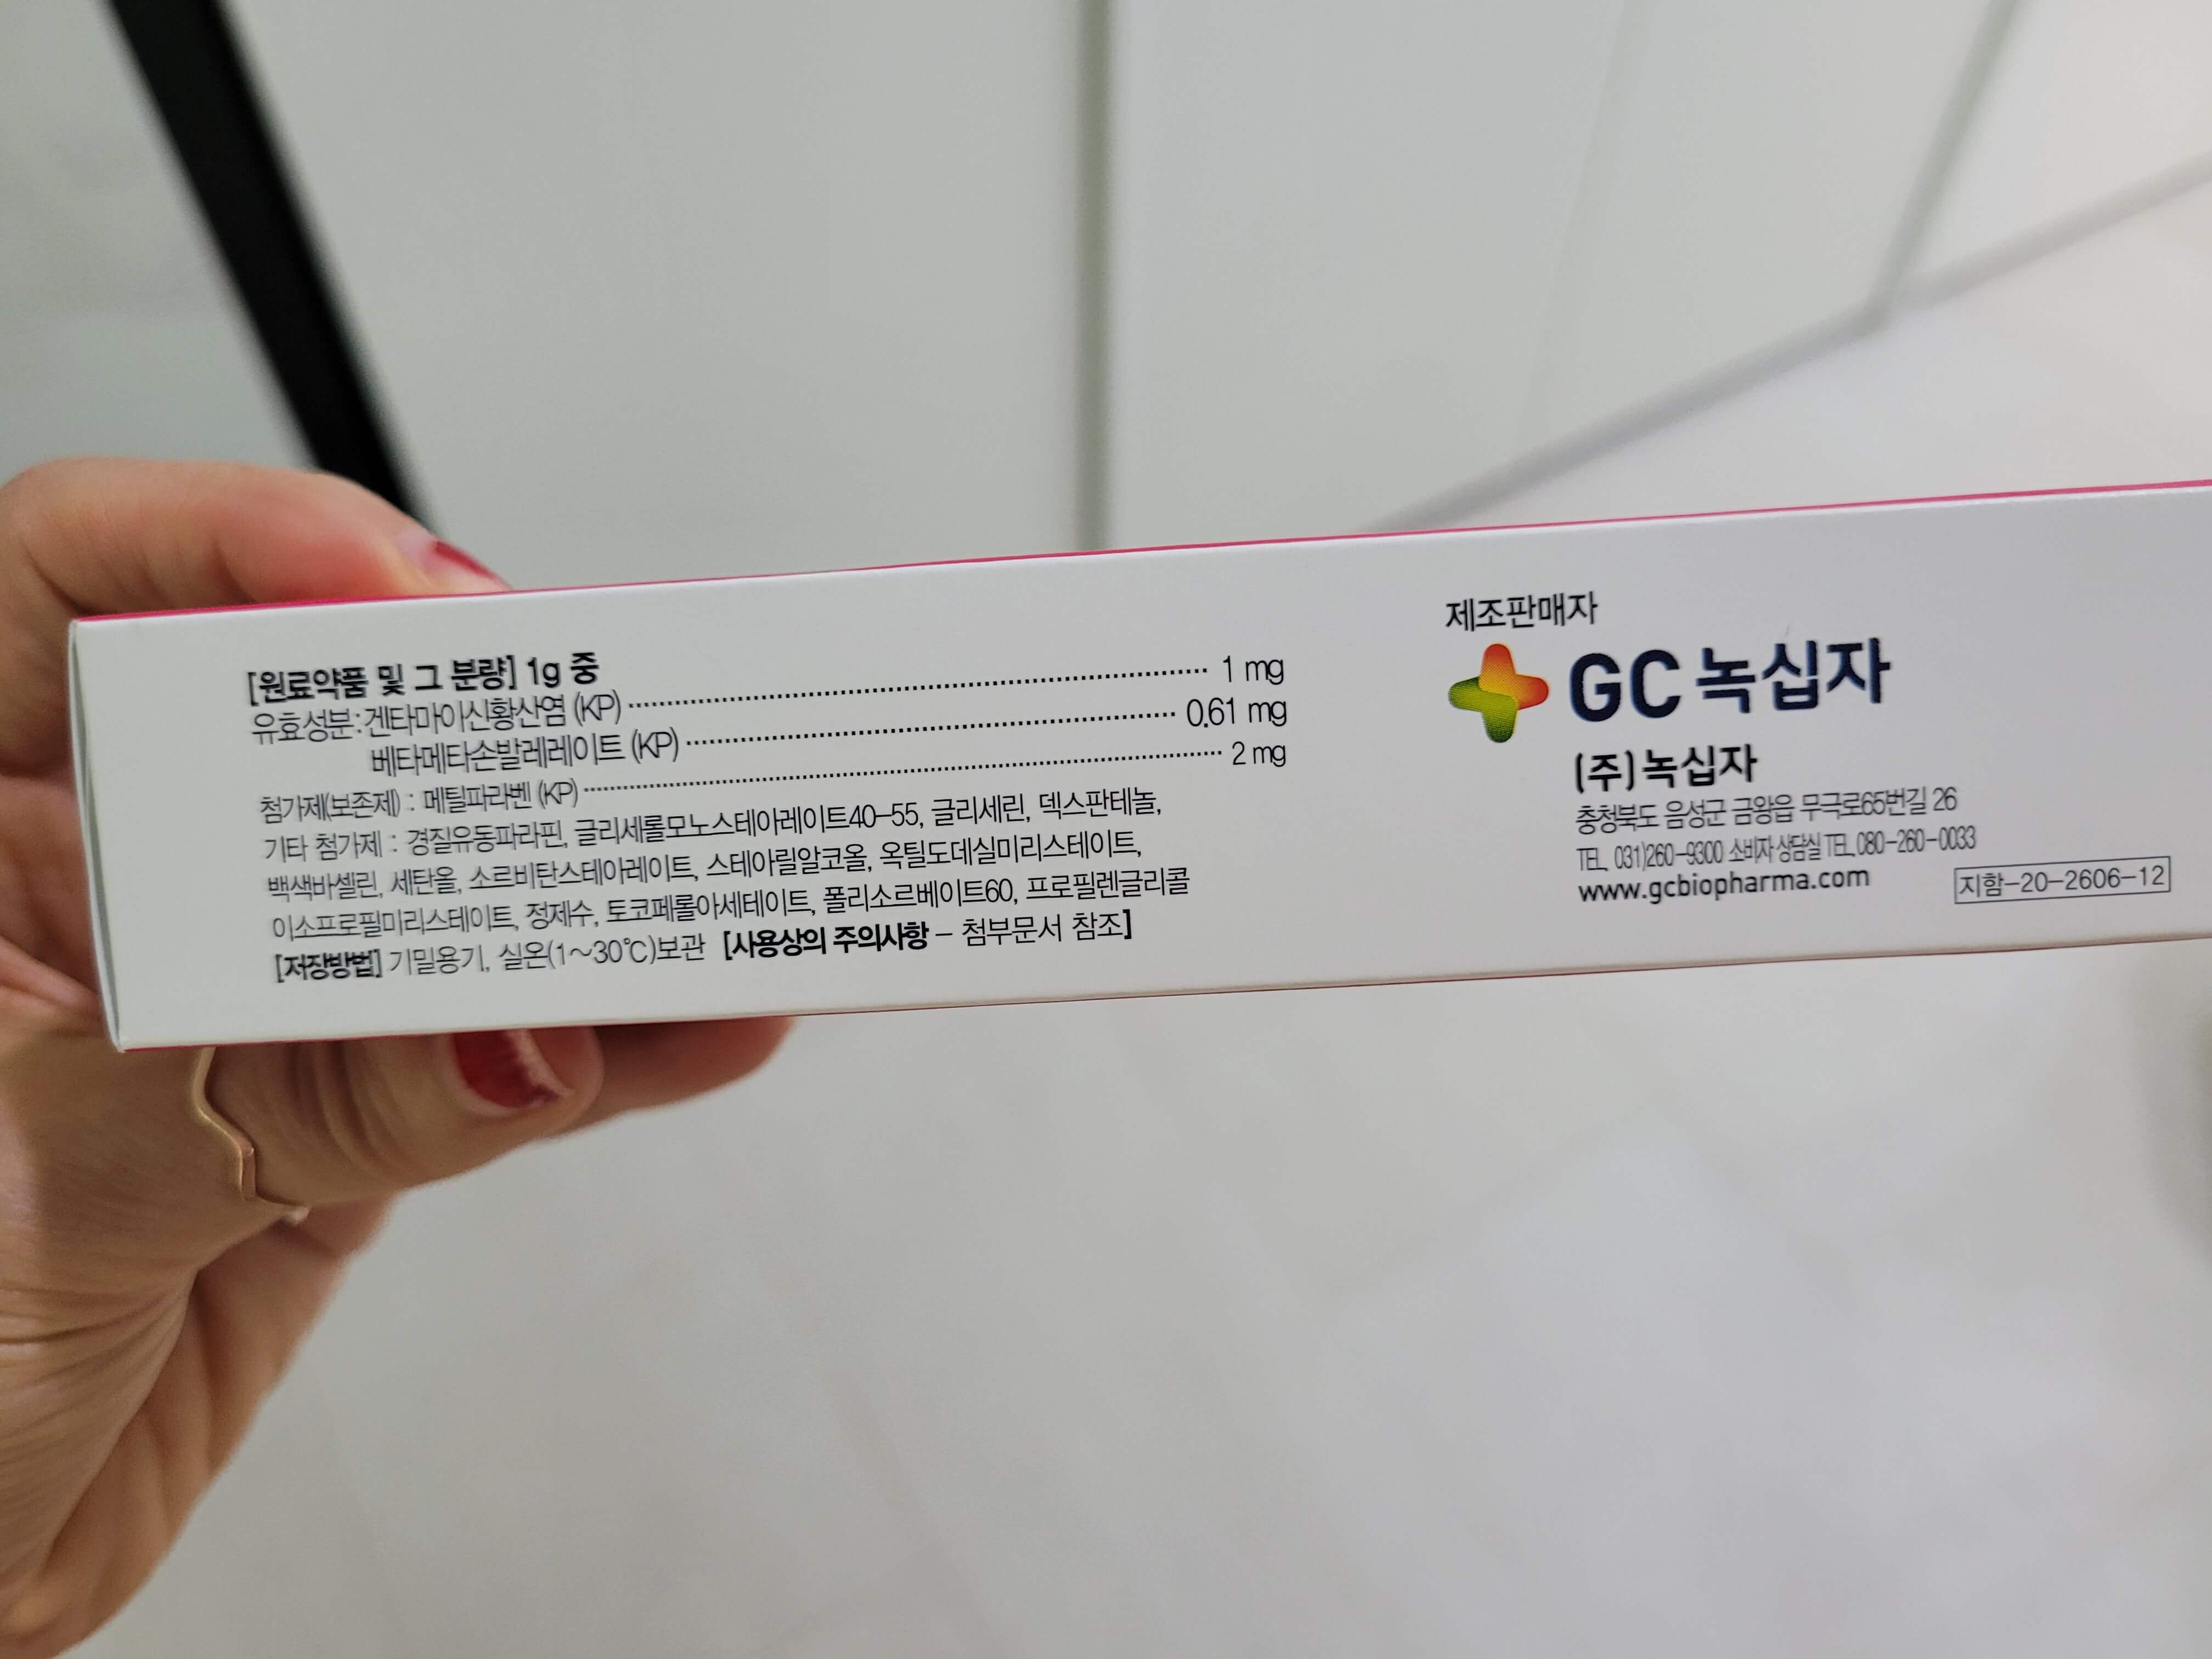 [원료약품 및 그 분량] 1g 중
유효성분:겐타마이신황산염 (KP) ........................ 1 mg
베타메타손발레레이트 (KP) ........................ 0.61 mg
첨가제(보존제) : 메틸파라벤 (KP) ........................ 2 mg
기타 첨가제 : 경질유동파라핀, 글리세롤모노스테아레이트40-55, 글리세린, 덱스판테놀,
백색바셀린, 세탄올, 소르비탄스테아레이트, 스테아릴알코올, 옥틸도데실미리스테이트,
이소프로필미리스테이트, 정제수, 토코페롤아세테이트, 폴리소르베이트60, 프로필렌글리콜
[저장방법] 기밀용기, 실온(1~30℃)보관 [사용상의 주의사항 - 첨부문서 참조]
제조판매자
GC 녹십자
(주)녹십자
충청북도 음성군 금왕읍 무극로65번길 26
TEL. 031)260-9300 소비자 상담실 TEL.080-260-0033
www.gcbiopharma.com
지함-20-2606-12